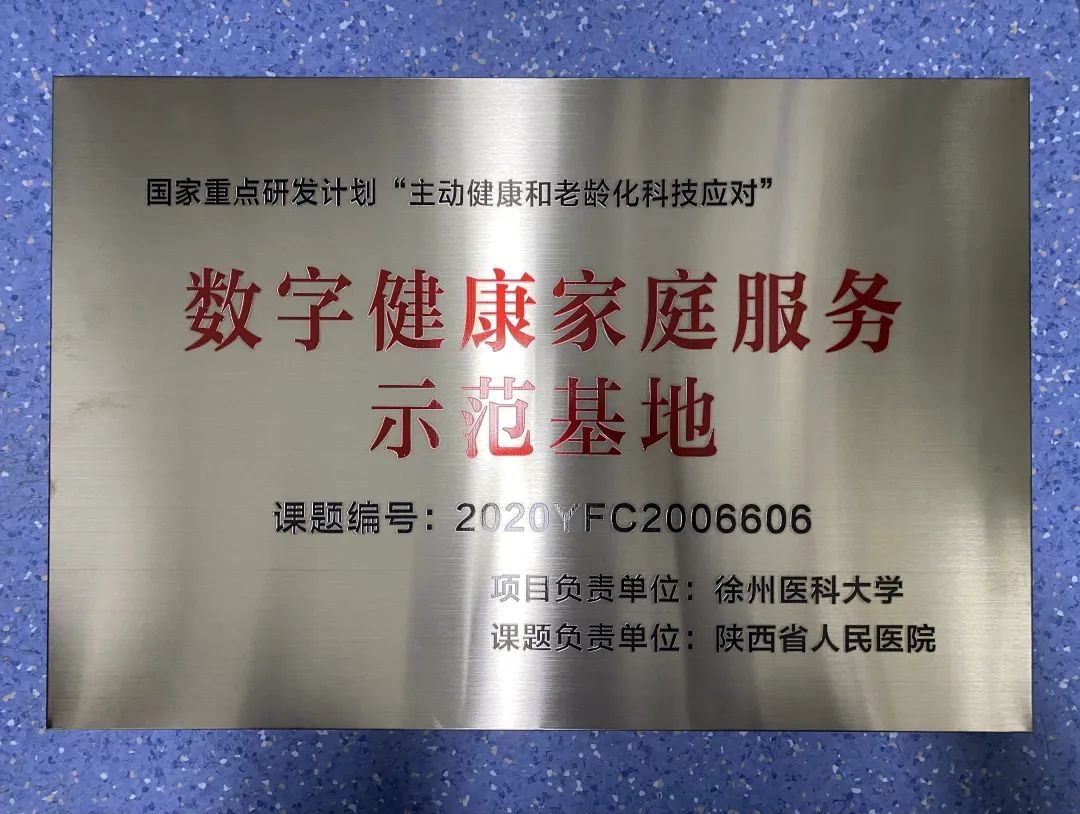 国家重点研发计划“主动健康和老龄化科技应对”
数字健康家庭服务
示范基地
课题编号：2020YFC2006606
项目负责单位：徐州医科大学
课题负责单位：陕西省人民医院